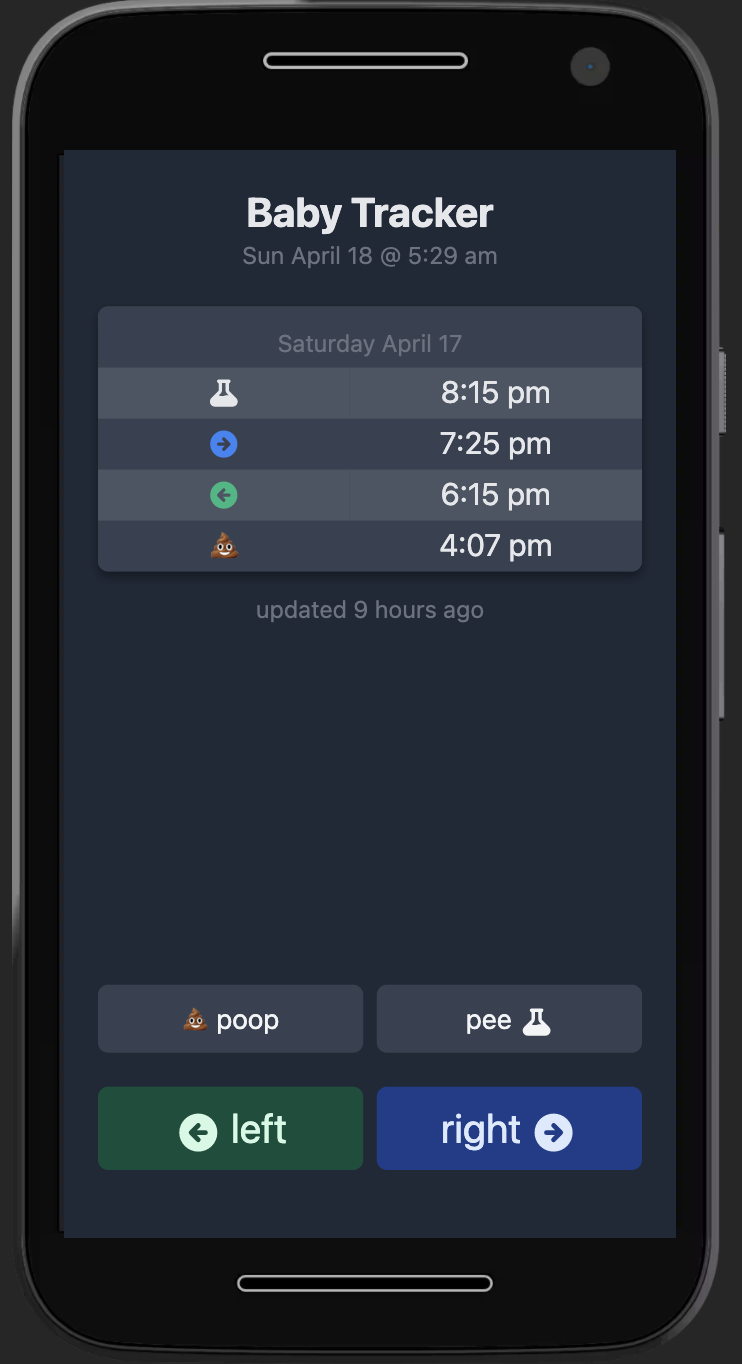 Baby Tracker
Sun April 18 @ 5:29 am
Saturday April 17
8:15 pm
7:25 pm
6:15 pm
4:07 pm
updated 9 hours ago
poop
pee
left
right